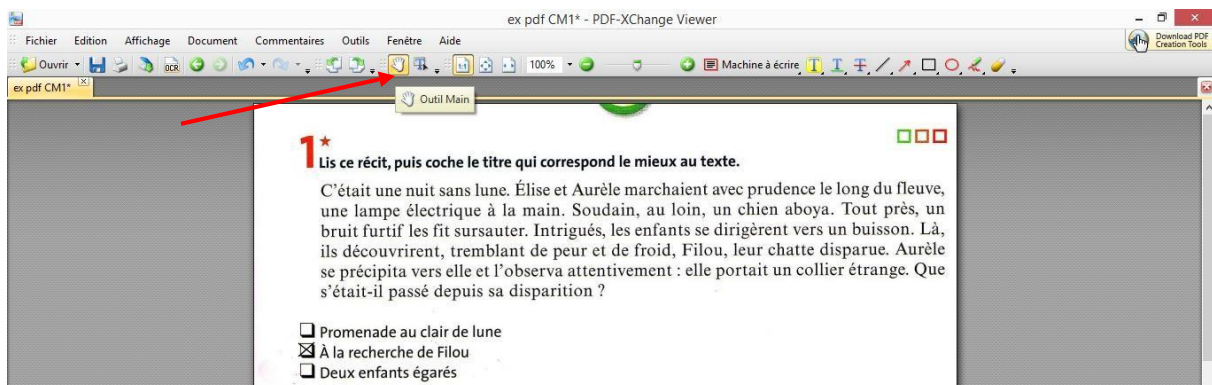 ex pdf CM1* - PDF-XChange Viewer
Fichier Edition Affichage Document Commentaires Outils Fenêtre Aide
Download PDF
Creation Tools
Ouvrir OCR 100% Machine à écrire
ex pdf CM1*
Outil Main
1*
Lis ce récit, puis coche le titre qui correspond le mieux au texte.
C'était une nuit sans lune. Élise et Aurèle marchaient avec prudence le long du fleuve,
une lampe électrique à la main. Soudain, au loin, un chien aboya. Tout près, un
bruit furtif les fit sursauter. Intrigués, les enfants se dirigèrent vers un buisson. Là,
ils découvrirent, tremblant de peur et de froid, Filou, leur chatte disparue. Aurèle
se précipita vers elle et l'observa attentivement : elle portait un collier étrange. Que
s'était-il passé depuis sa disparition ?
Promenade au clair de lune
À la recherche de Filou
Deux enfants égarés